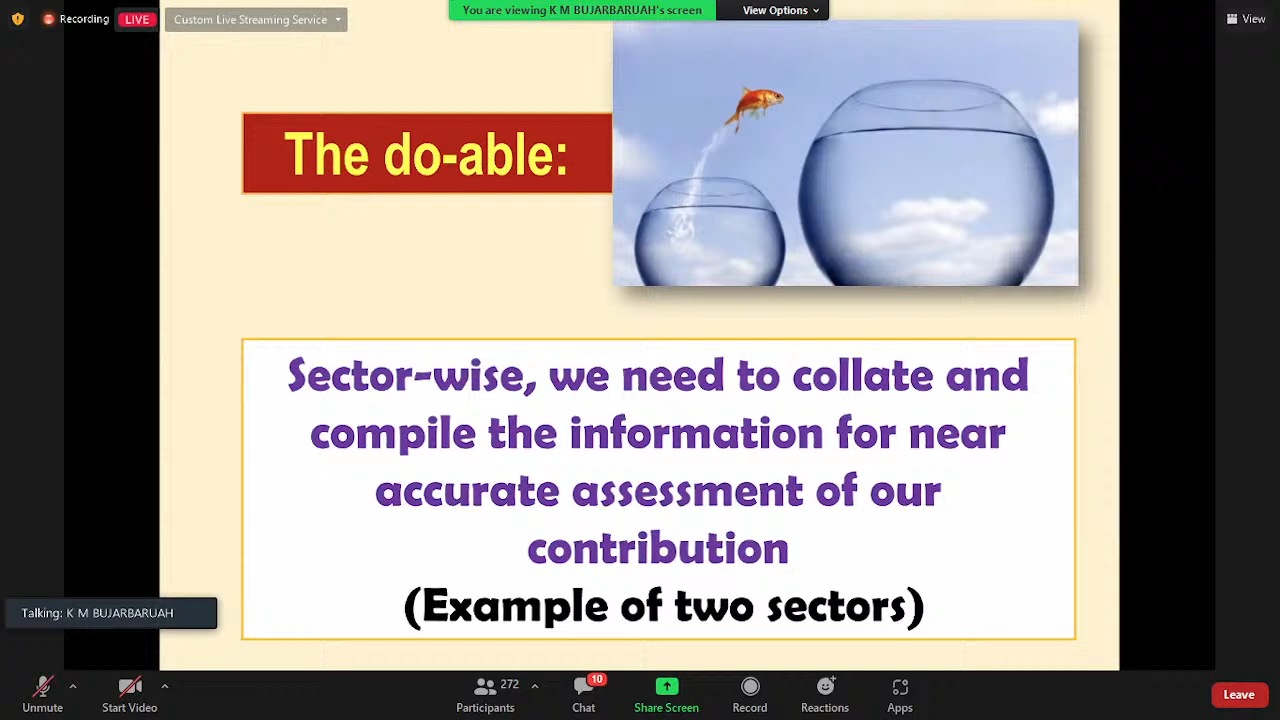 You are viewing K M BUJARBARUAH's screen
View Options
Recording
LIVE
Custom Live Streaming Service
View
The do-able:
Sector-wise, we need to collate and
compile the information for near
accurate assessment of our
contribution
(Example of two sectors)
Talking: K M BUJARBARUAH
272
10
Unmute
Start Video
Participants
Chat
Share Screen
Record
Reactions
Apps
Leave